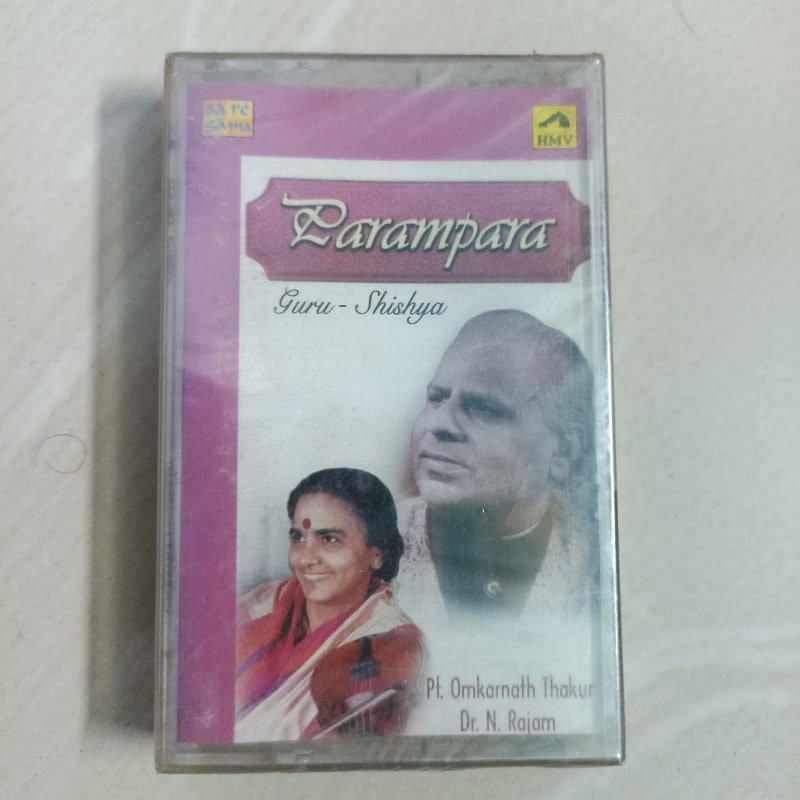 sa re
ga ma
HMV
Parampara
Guru - Shishya
Pt. Omkarnath Thakur
Dr. N. Rajam